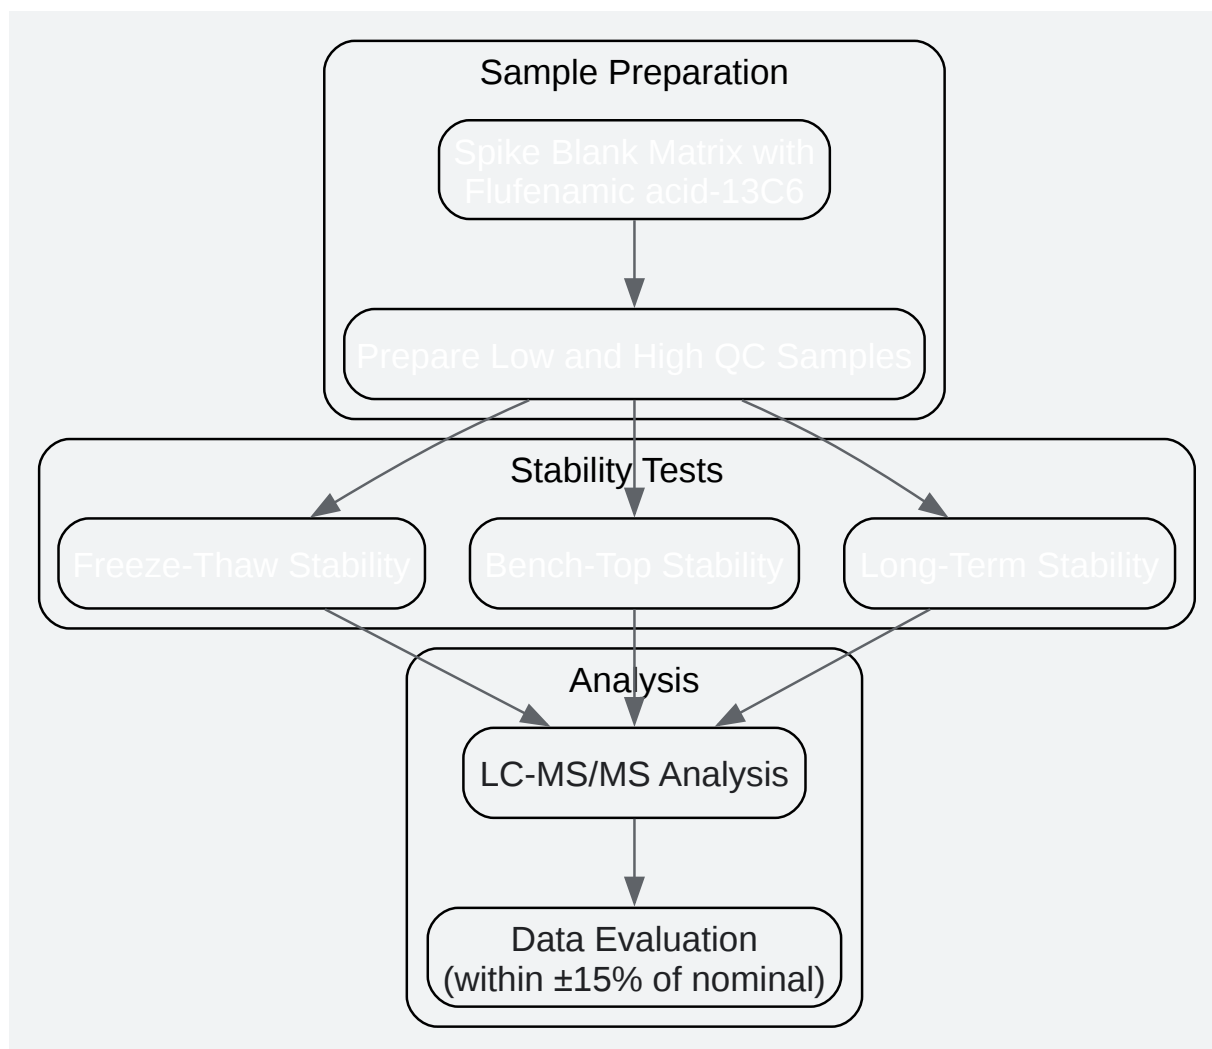 Sample Preparation
Spike Blank Matrix with
Flufenamic acid-13C6
Prepare Low and High QC Samples
Stability Tests
Freeze-Thaw Stability
Bench-Top Stability
Long-Term Stability
Analysis
LC-MS/MS Analysis
Data Evaluation
(within ±15% of nominal)